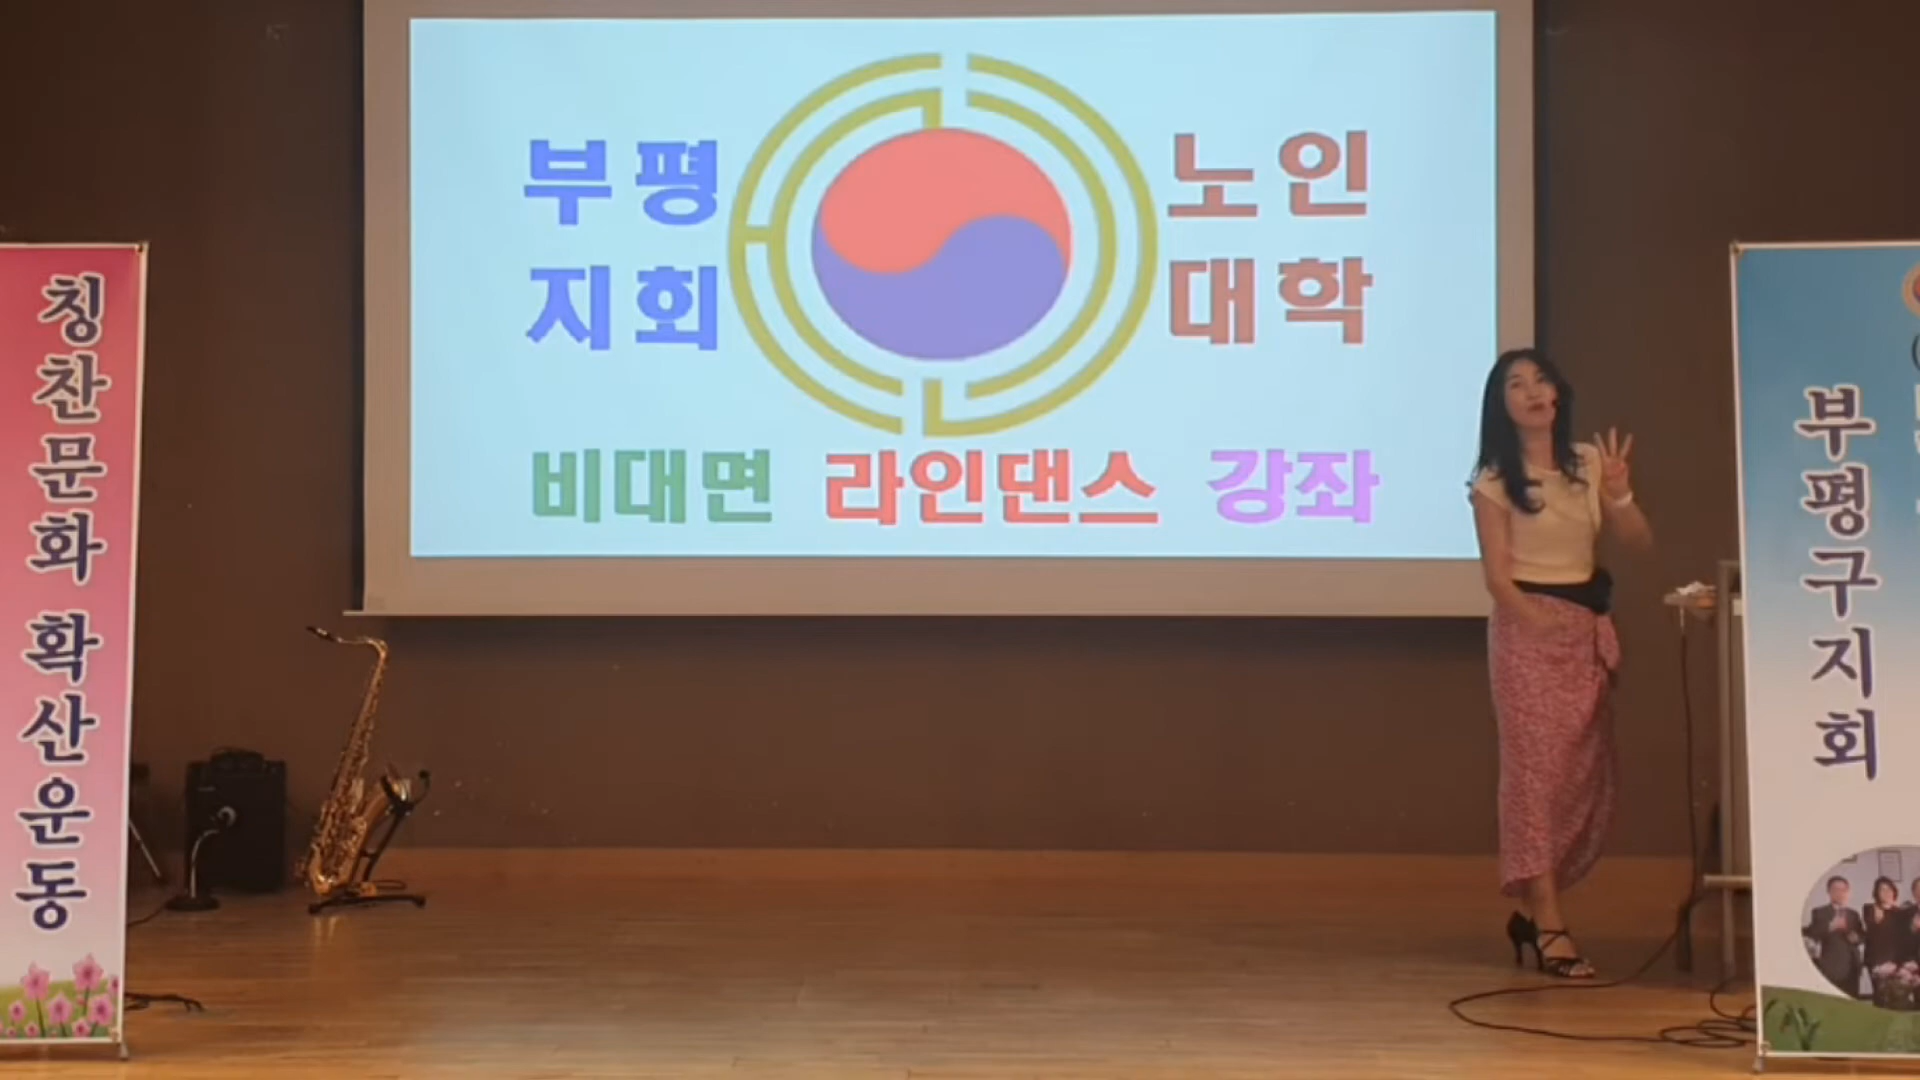 부평 노인
지회 대학
비대면 라인댄스 강좌
칭찬문화 확산운동
부평구지회